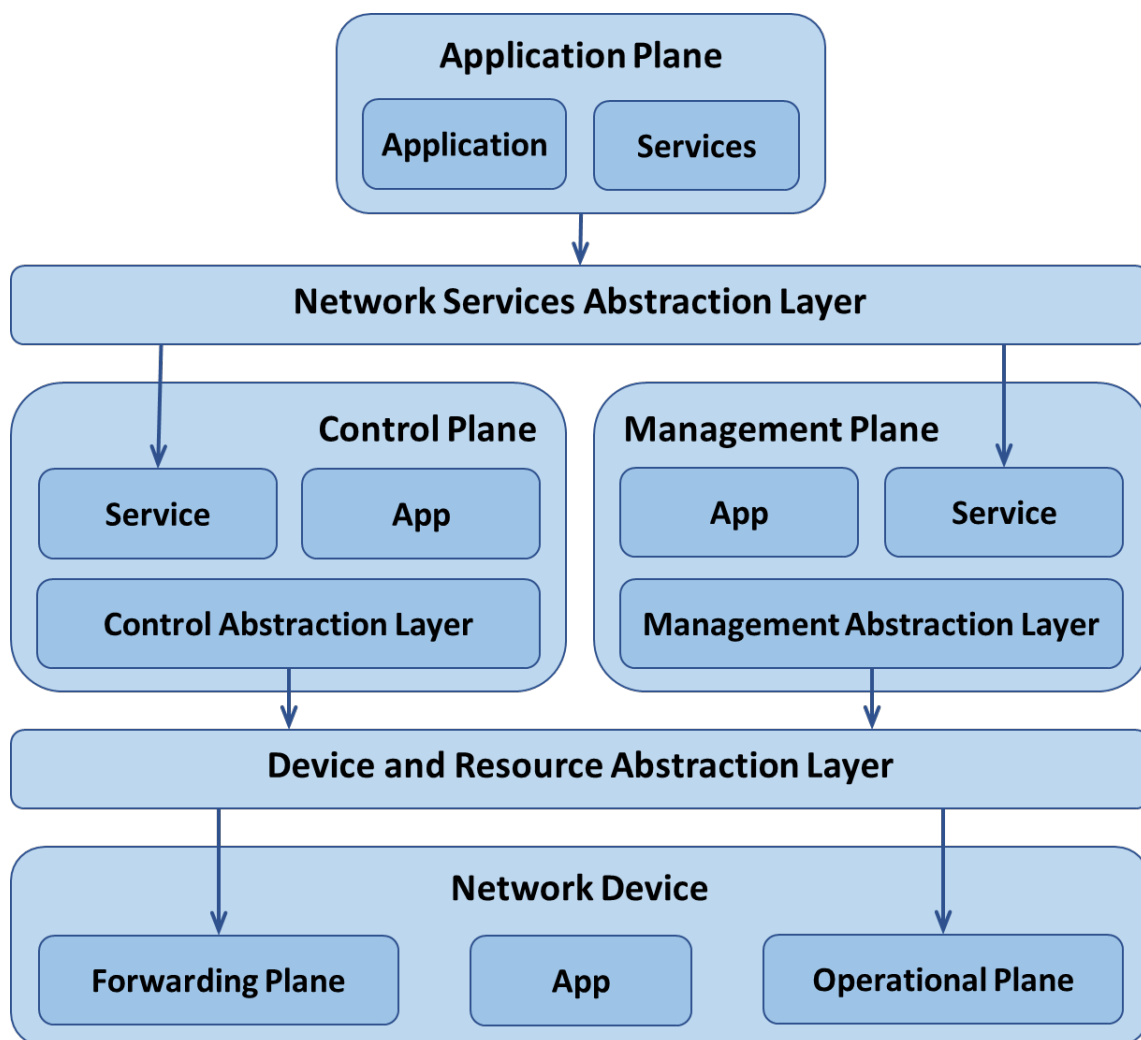 Application Plane
Application
Services
Network Services Abstraction Layer
Control Plane
Management Plane
Service
App
App
Service
Control Abstraction Layer
Management Abstraction Layer
Device and Resource Abstraction Layer
Network Device
Forwarding Plane
App
Operational Plane